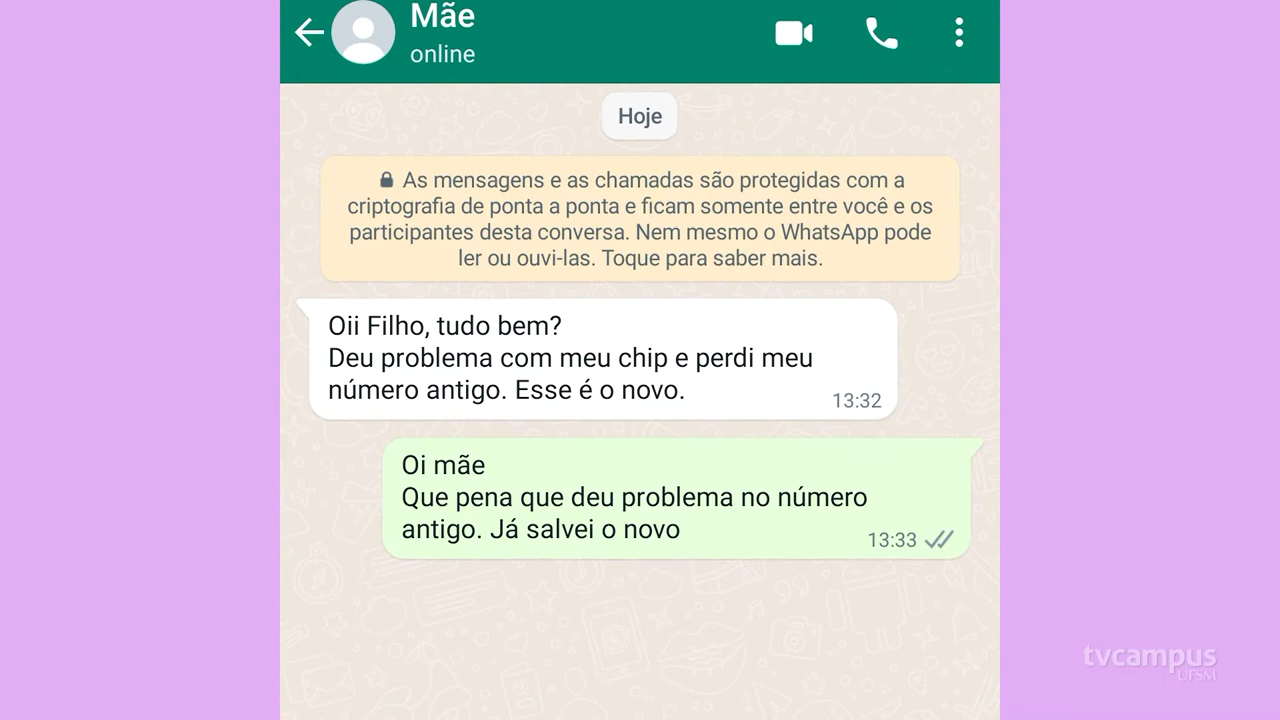 Mãe
online
Hoje
As mensagens e as chamadas são protegidas com a
criptografia de ponta a ponta e ficam somente entre você e os
participantes desta conversa. Nem mesmo o WhatsApp pode
ler ou ouvi-las. Toque para saber mais.
Oii Filho, tudo bem?
Deu problema com meu chip e perdi meu
número antigo. Esse é o novo.
13:32
Oi mãe
Que pena que deu problema no número
antigo. Já salvei o novo
13:33
tvcampus
UFSM